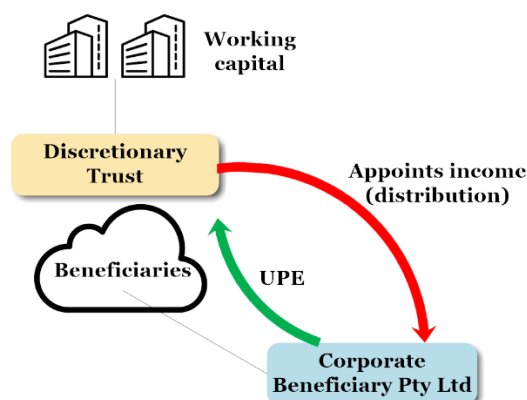 Working
capital
Discretionary
Trust
Appoints income
(distribution)
Beneficiaries
UPE
Corporate
Beneficiary Pty Ltd